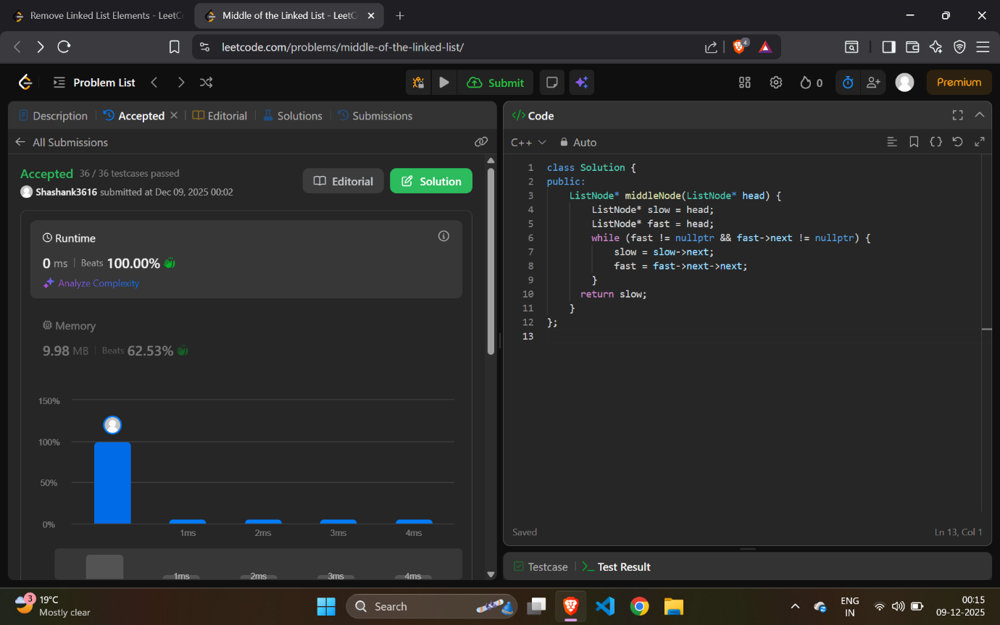 Remove Linked List Elements - LeetC
Middle of the Linked List - LeetC
leetcode.com/problems/middle-of-the-linked-list/
4
Problem List
Submit
0
Premium
Description
Accepted
Editorial
Solutions
Submissions
All Submissions
Accepted 36 / 36 testcases passed
Shashank3616 submitted at Dec 09, 2025 00:02
Editorial
Solution
Runtime
0 ms Beats 100.00%
Analyze Complexity
Memory
9.98 MB Beats 62.53%
150%
100%
50%
0%
1ms 2ms 3ms 4ms
1ms 2ms 3ms 4ms
</> Code
C++ Auto
1 class Solution {
2 public:
3 ListNode* middleNode(ListNode* head) {
4 ListNode* slow = head;
5 ListNode* fast = head;
6 while (fast != nullptr && fast->next != nullptr) {
7 slow = slow->next;
8 fast = fast->next->next;
9 }
10 return slow;
11 }
12 };
13
Saved
Ln 13, Col 1
Testcase
>_ Test Result
3
19°C
Mostly clear
Search
ENG
IN
00:15
09-12-2025